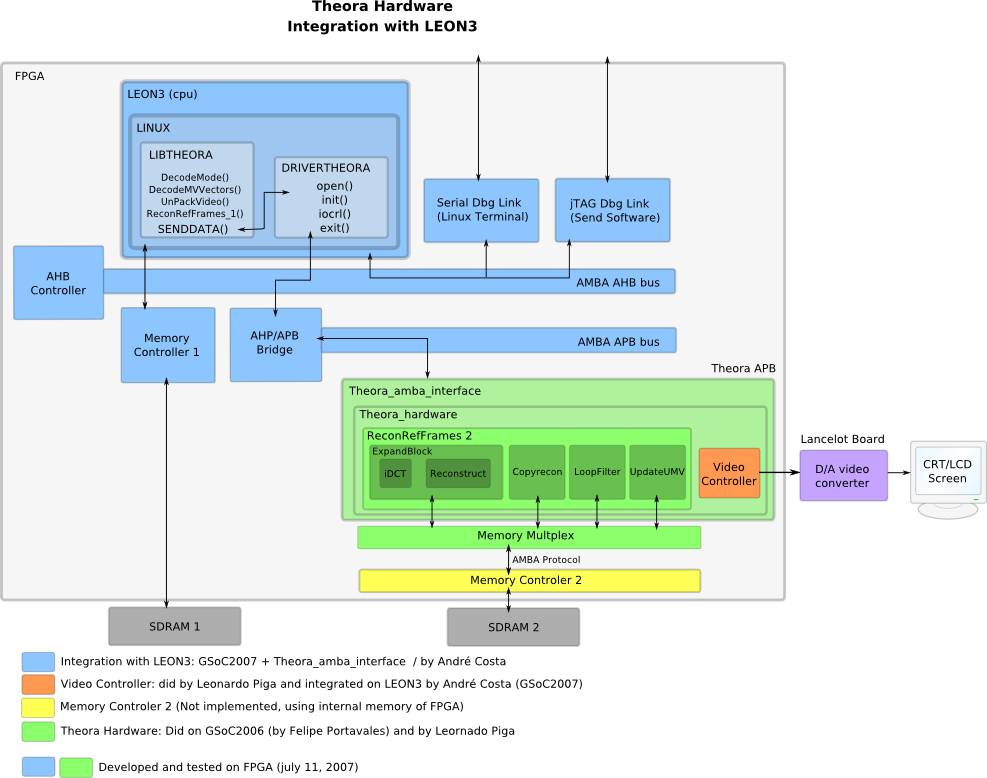 Theora Hardware
Integration with LEON3
FPGA
LEON3 (cpu)
LINUX
LIBTHEORA
DecodeMode()
DecodeMVVectors()
UnPackVideo()
ReconRefFrames_1()
SENDDATA()
DRIVERTHEORA
open()
init()
iocrl()
exit()
Serial Dbg Link
(Linux Terminal)
jTAG Dbg Link
(Send Software)
AHB
Controller
AMBA AHB bus
Memory
Controller 1
AHP/APB
Bridge
AMBA APB bus
Theora APB
Theora_amba_interface
Theora_hardware
ReconRefFrames 2
ExpandBlock
iDCT
Reconstruct
Copyrecon
LoopFilter
UpdateUMV
Video
Controller
Lancelot Board
D/A video
converter
CRT/LCD
Screen
Memory Multplex
AMBA Protocol
Memory Controler 2
SDRAM 1
SDRAM 2
Integration with LEON3: GSoC2007 + Theora_amba_interface / by André Costa
Video Controller: did by Leonardo Piga and integrated on LEON3 by André Costa (GSoC2007)
Memory Controler 2 (Not implemented, using internal memory of FPGA)
Theora Hardware: Did on GSoC2006 (by Felipe Portavales) and by Leornado Piga
Developed and tested on FPGA (july 11, 2007)